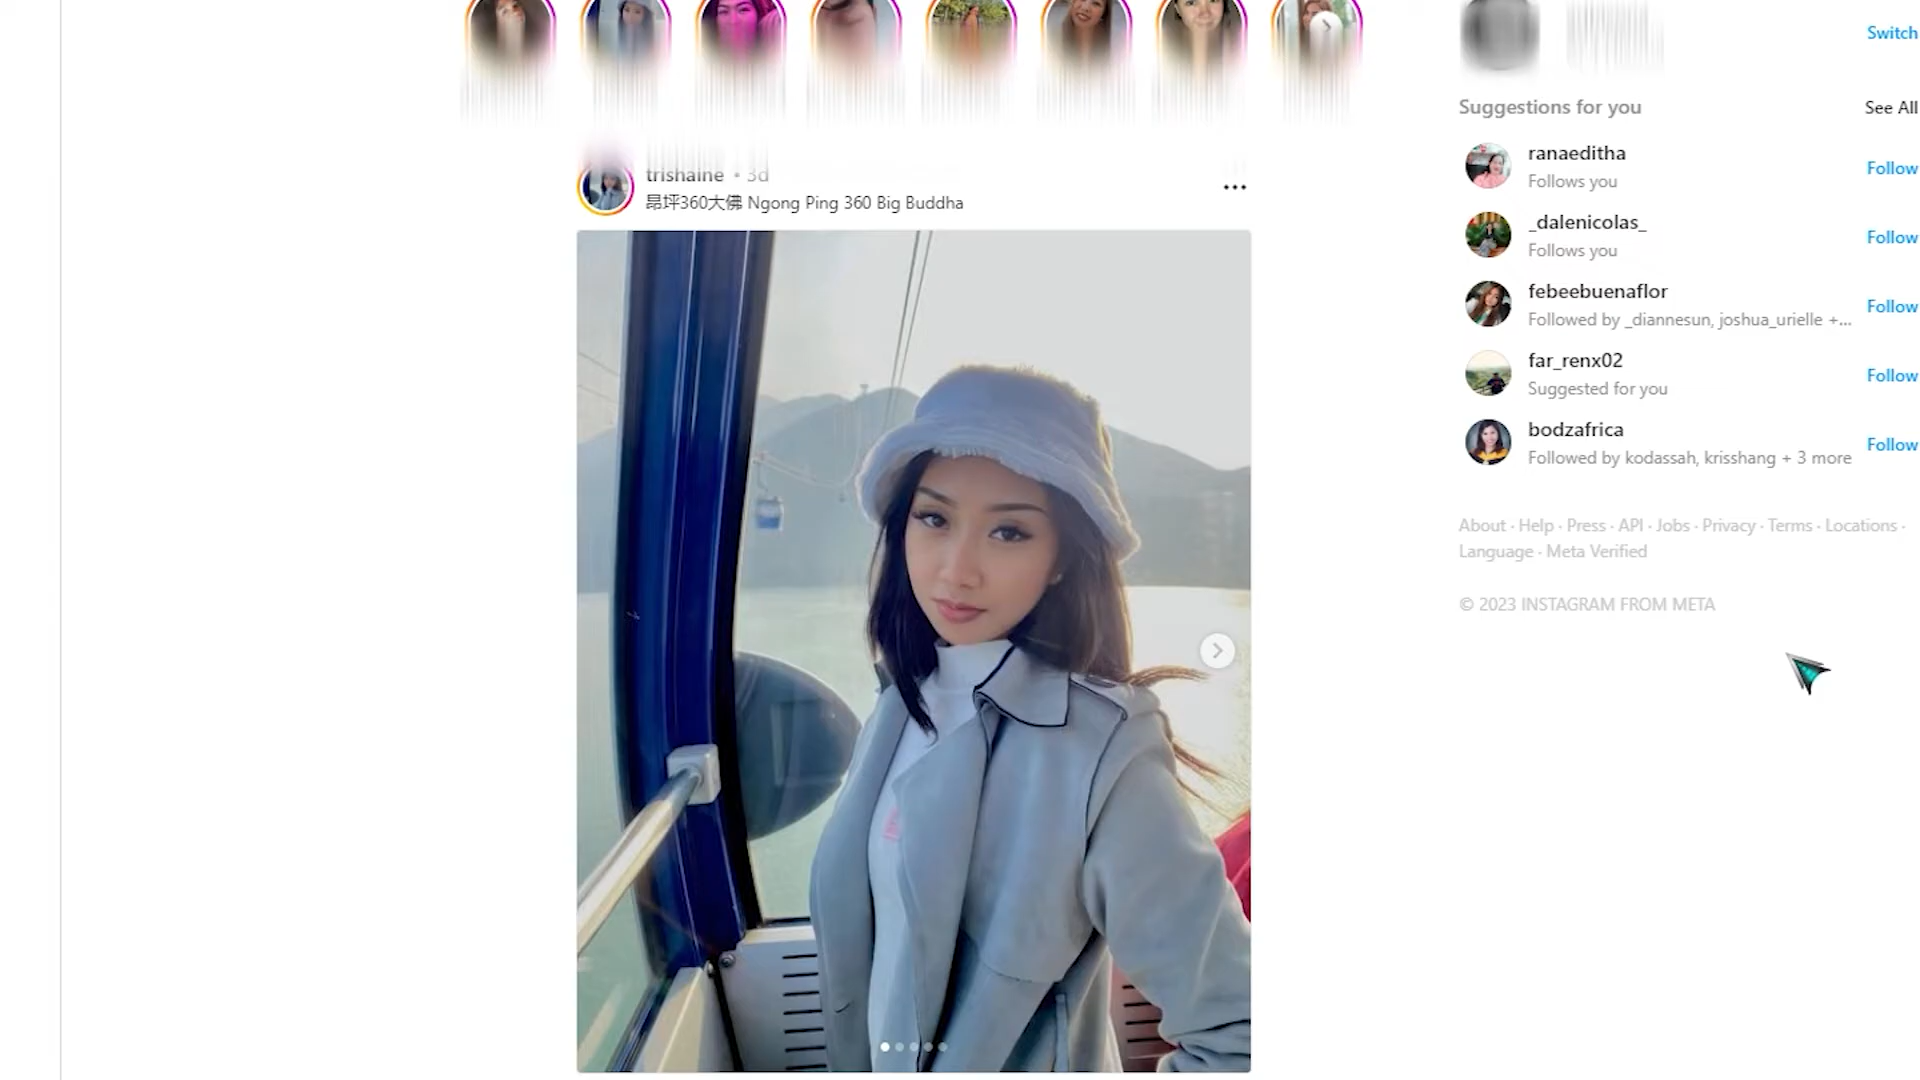 Switch
Suggestions for you
See All
trishaine • 3d
昂坪360大佛 Ngong Ping 360 Big Buddha
ranaeditha
Follows you
Follow
_dalenicolas_
Follows you
Follow
febeebuenaflor
Followed by _diannesun, joshua_urielle +...
Follow
far_renx02
Suggested for you
Follow
bodzafrica
Followed by kodassah, krisshang + 3 more
Follow
About · Help · Press · API · Jobs · Privacy · Terms · Locations ·
Language · Meta Verified
© 2023 INSTAGRAM FROM META